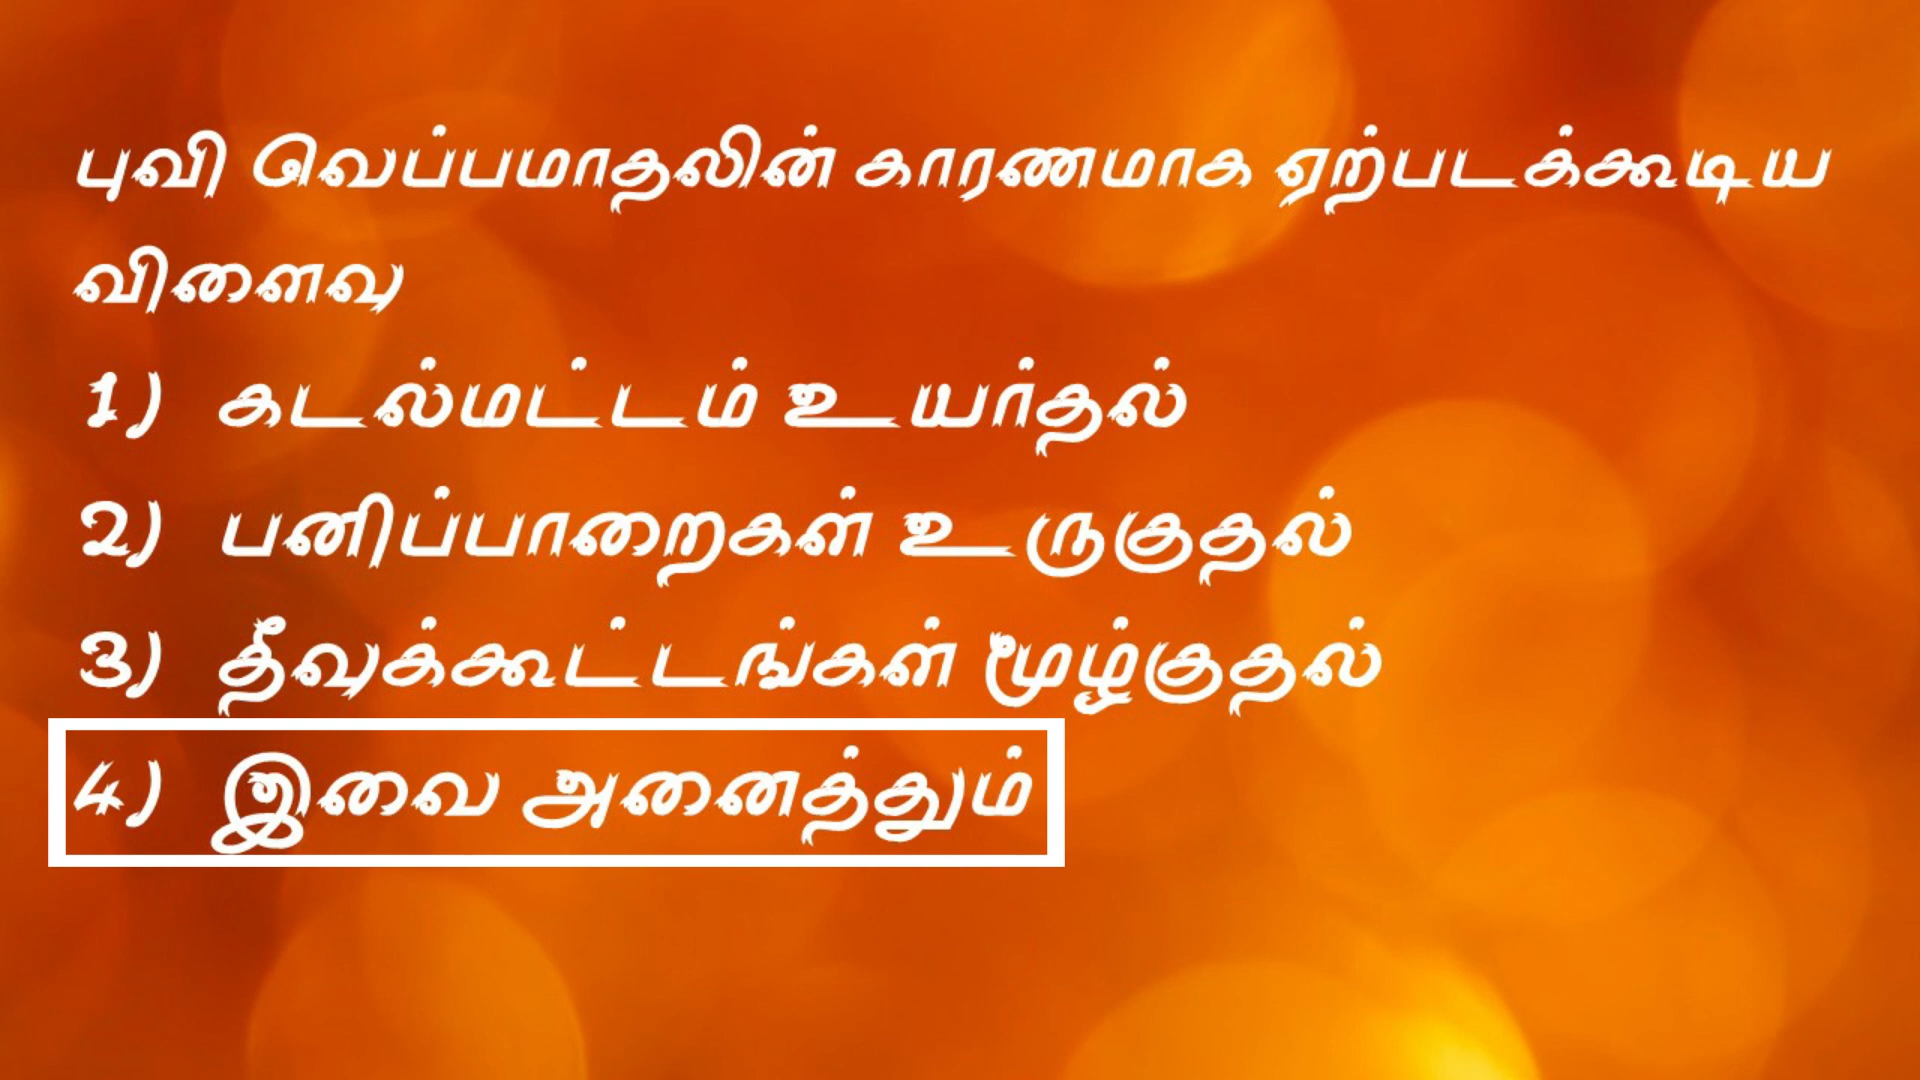 புவி வெப்பமாதலின் காரணமாக ஏற்படக்கூடிய
விளைவு
1) கடல்மட்டம் உயர்தல்
2) பனிப்பாறைகள் உருகுதல்
3) தீவுக்கூட்டங்கள் மூழ்குதல்
4) இவை அனைத்தும்